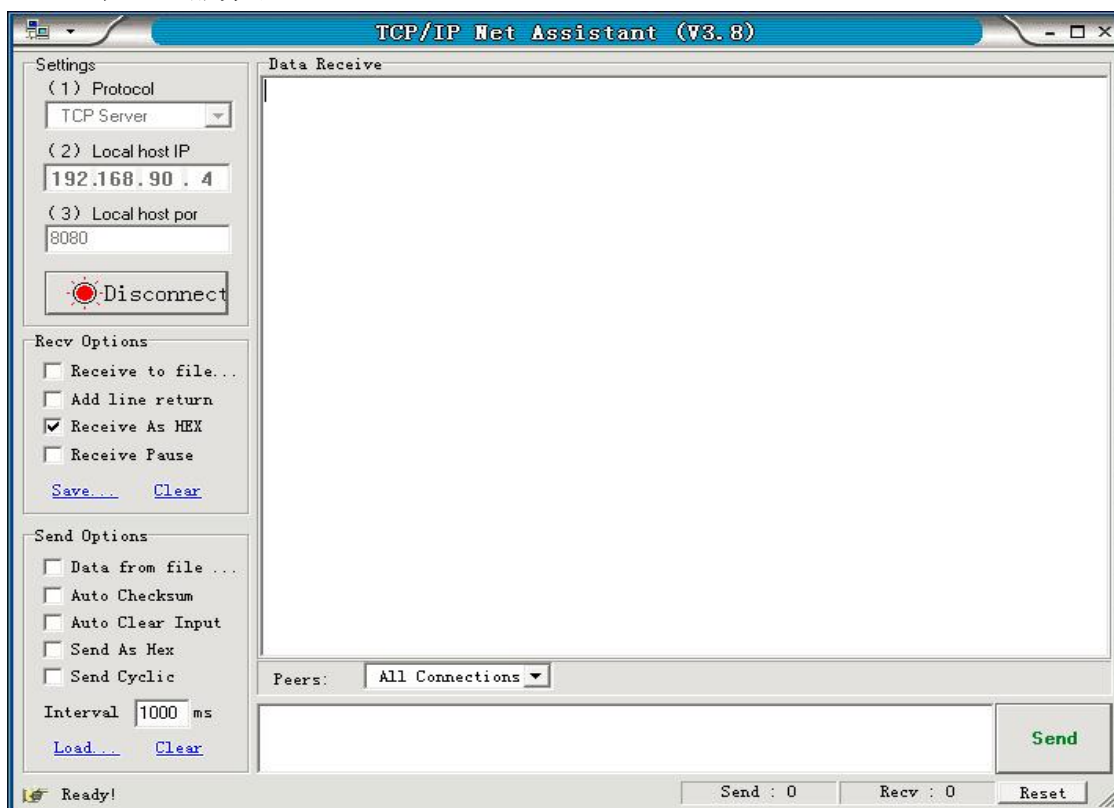 TCP/IP Net Assistant (V3.8)
Settings
(1) Protocol
TCP Server
(2) Local host IP
192.168.90.4
(3) Local host por
8080
Disconnect
Recv Options
Receive to file...
Add line return
Receive As HEX
Receive Pause
Save... Clear
Send Options
Data from file ...
Auto Checksum
Auto Clear Input
Send As Hex
Send Cyclic
Interval 1000 ms
Load... Clear
Data Receive
Peers: All Connections
Send
Ready!
Send : 0
Recv : 0
Reset